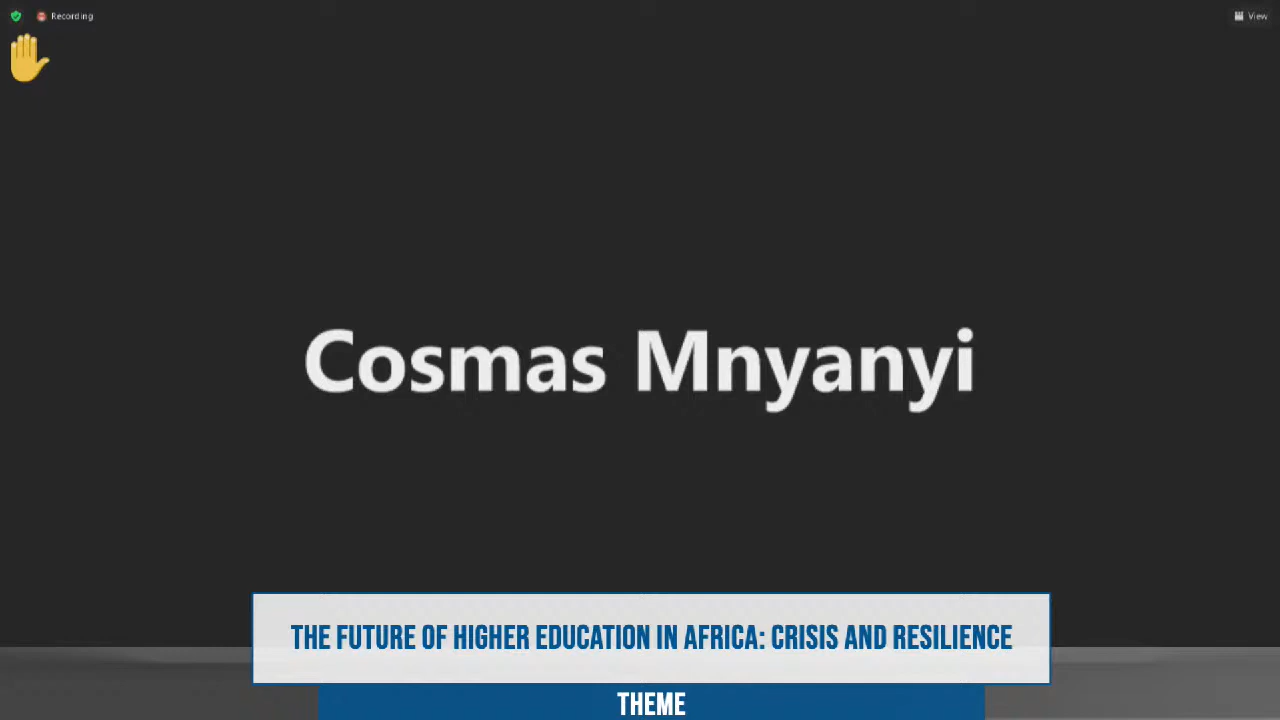 Recording
View
Cosmas Mnyanyi
THE FUTURE OF HIGHER EDUCATION IN AFRICA: CRISIS AND RESILIENCE
THEME